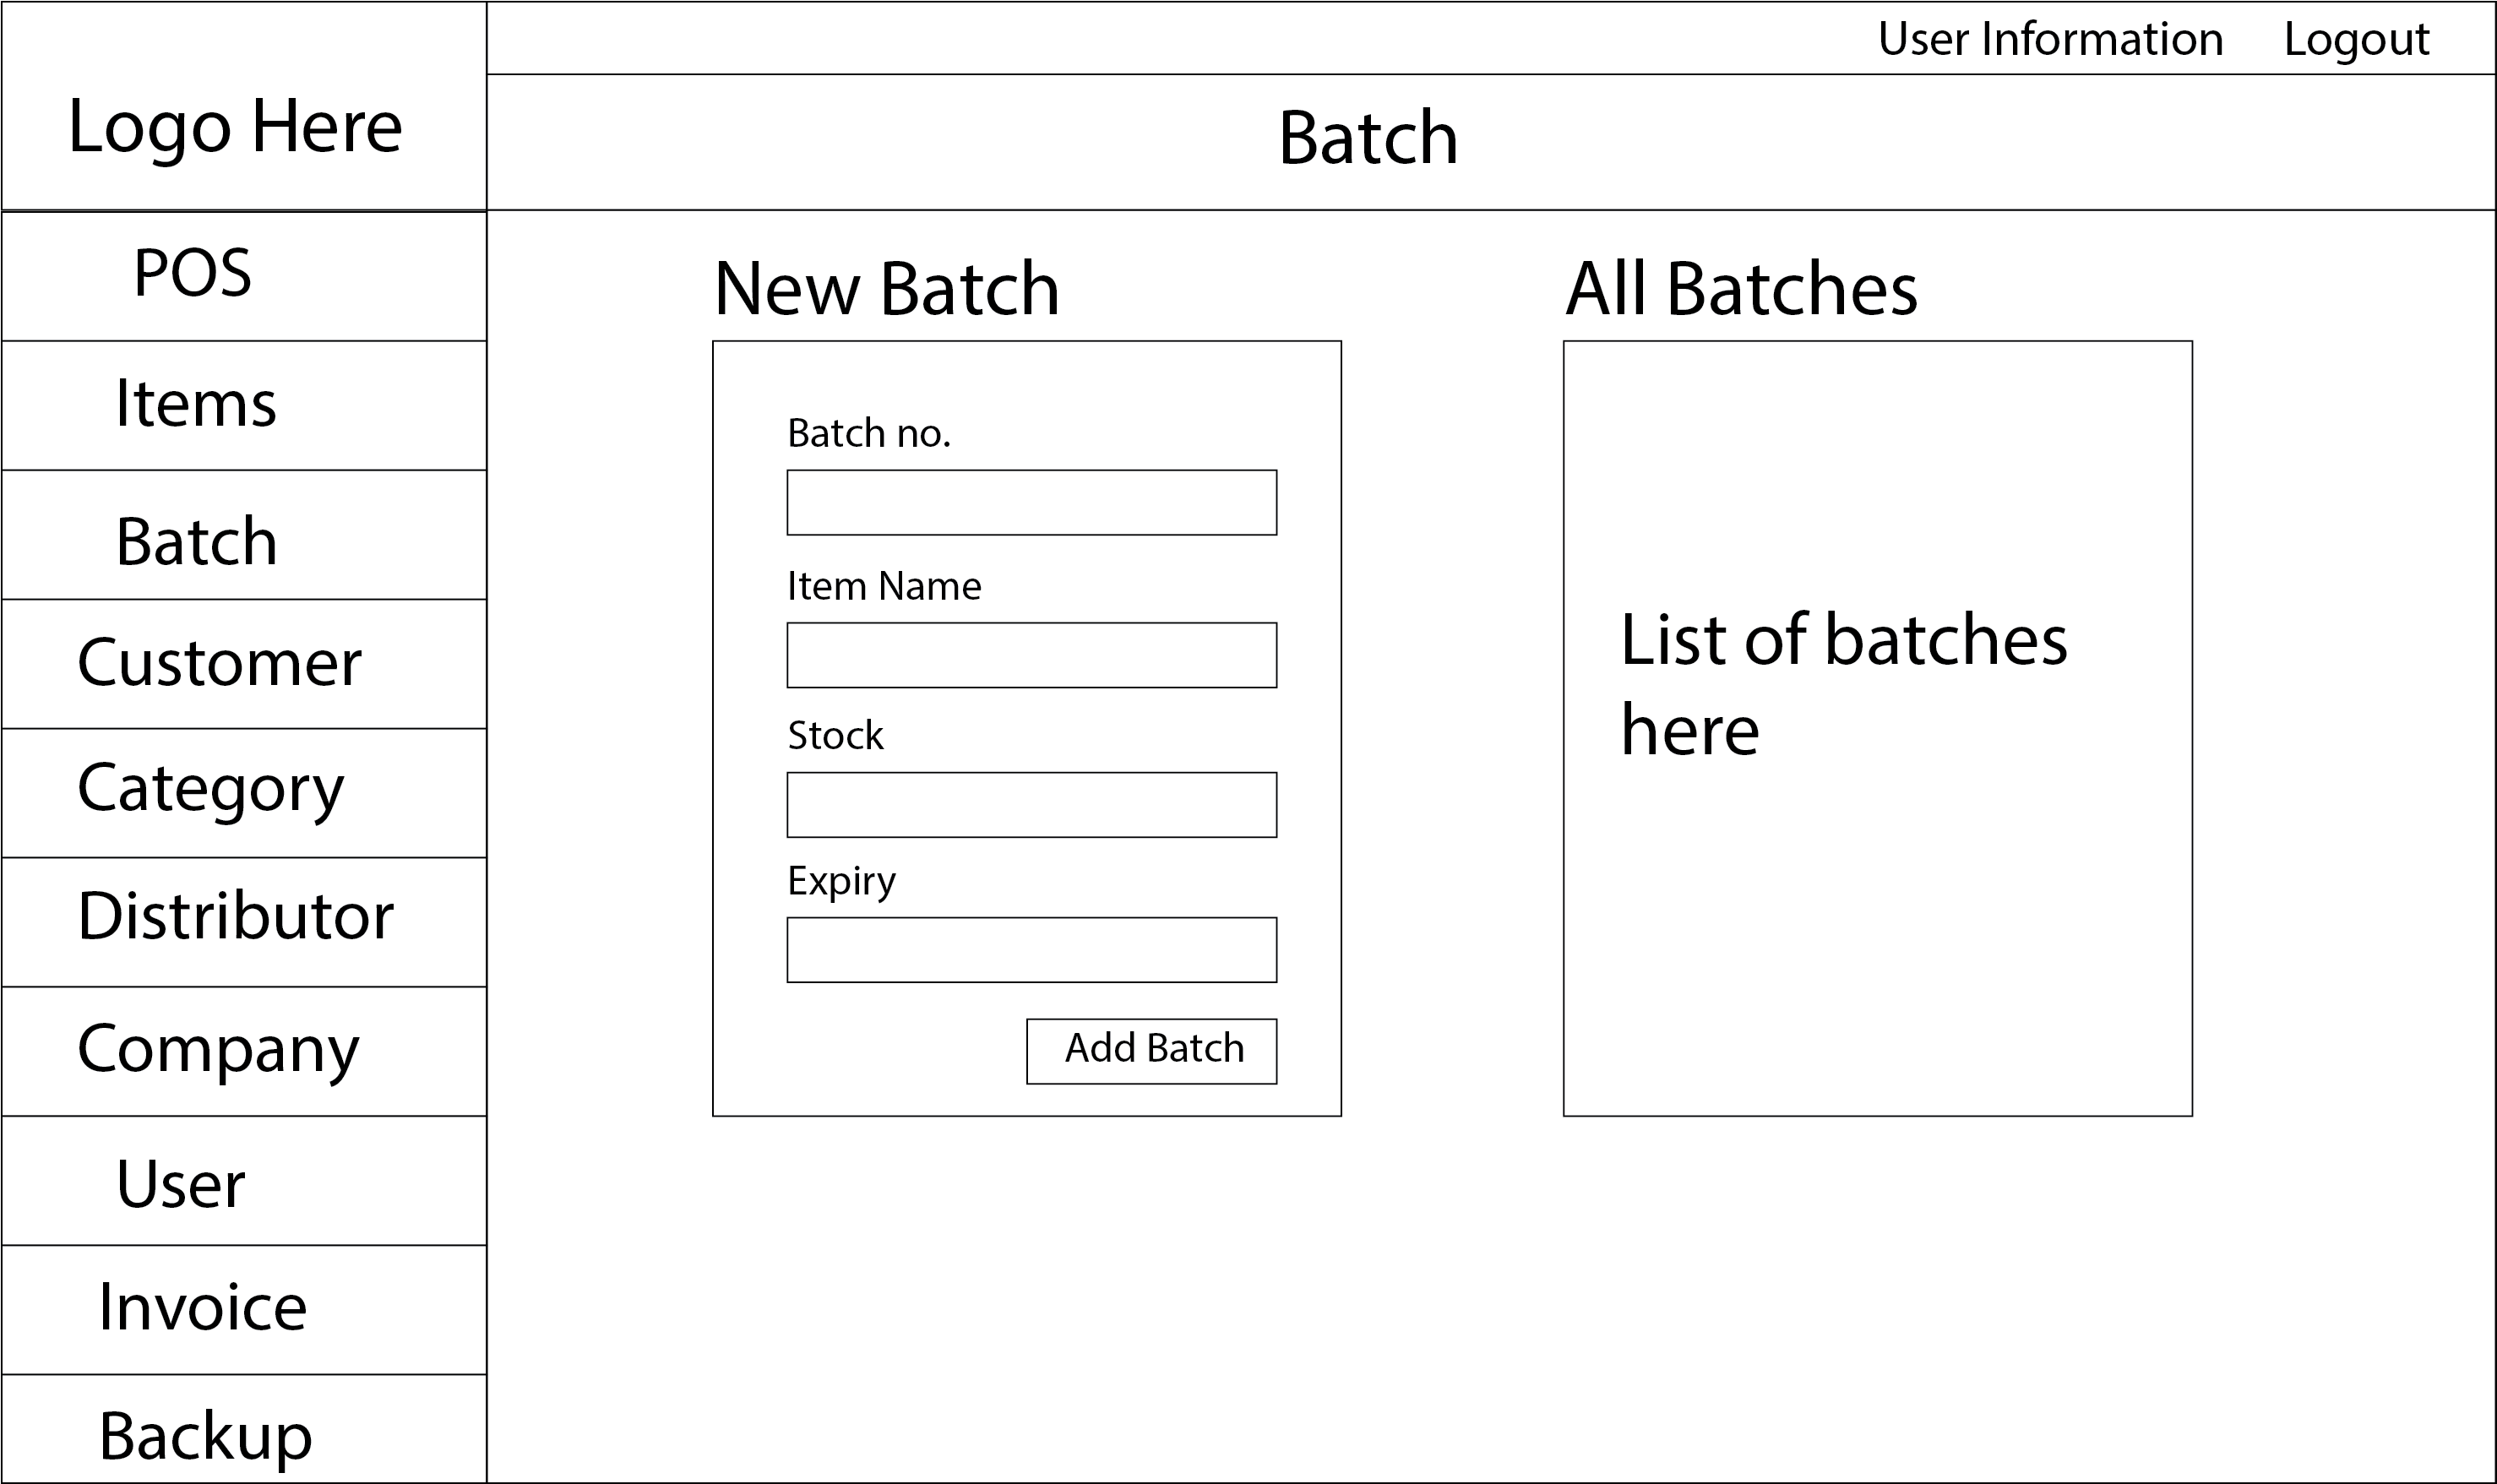 User Information Logout
Logo Here
Batch
POS
Items
Batch
Customer
Category
Distributor
Company
User
Invoice
Backup
New Batch
Batch no.
Item Name
Stock
Expiry
Add Batch
All Batches
List of batches
here